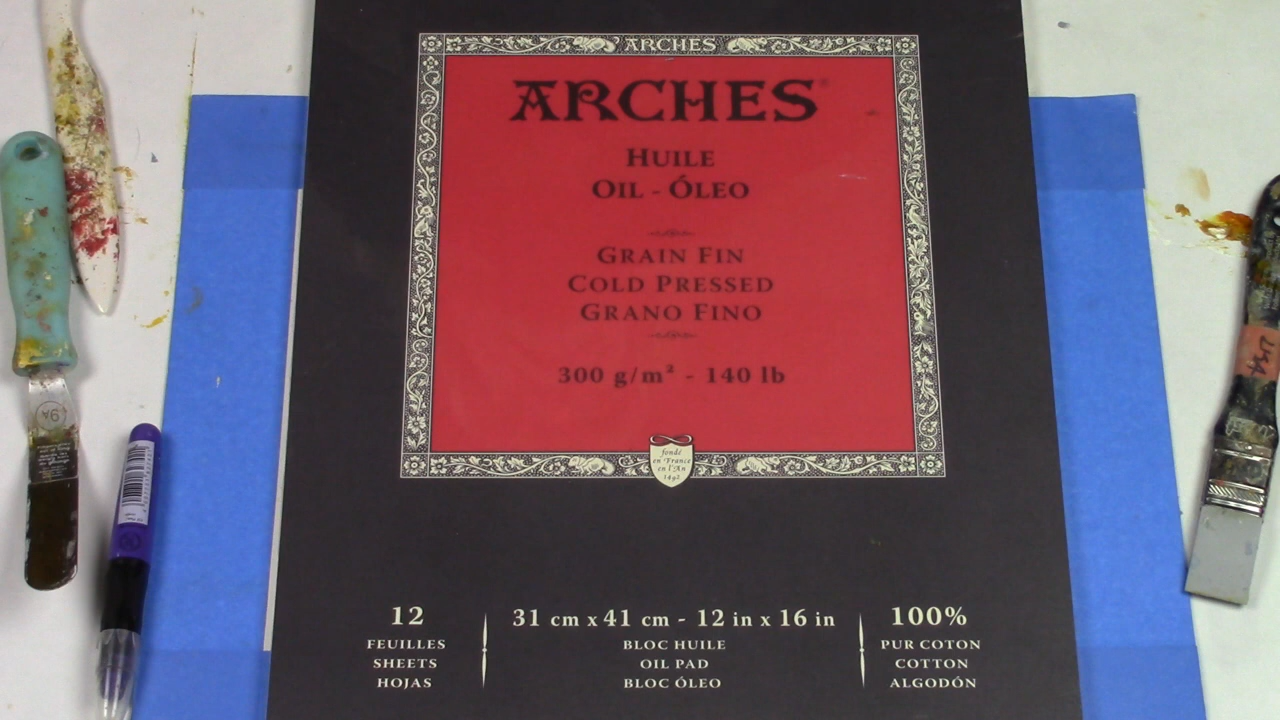 ARCHES
ARCHES®
HUILE
OIL - ÓLEO
GRAIN FIN
COLD PRESSED
GRANO FINO
300 g/m² - 140 lb
fondé
en France
en l'An
1492
12
FEUILLES
SHEETS
HOJAS
31 cm x 41 cm - 12 in x 16 in
BLOC HUILE
OIL PAD
BLOC ÓLEO
100%
PUR COTON
COTTON
ALGODÓN
9A